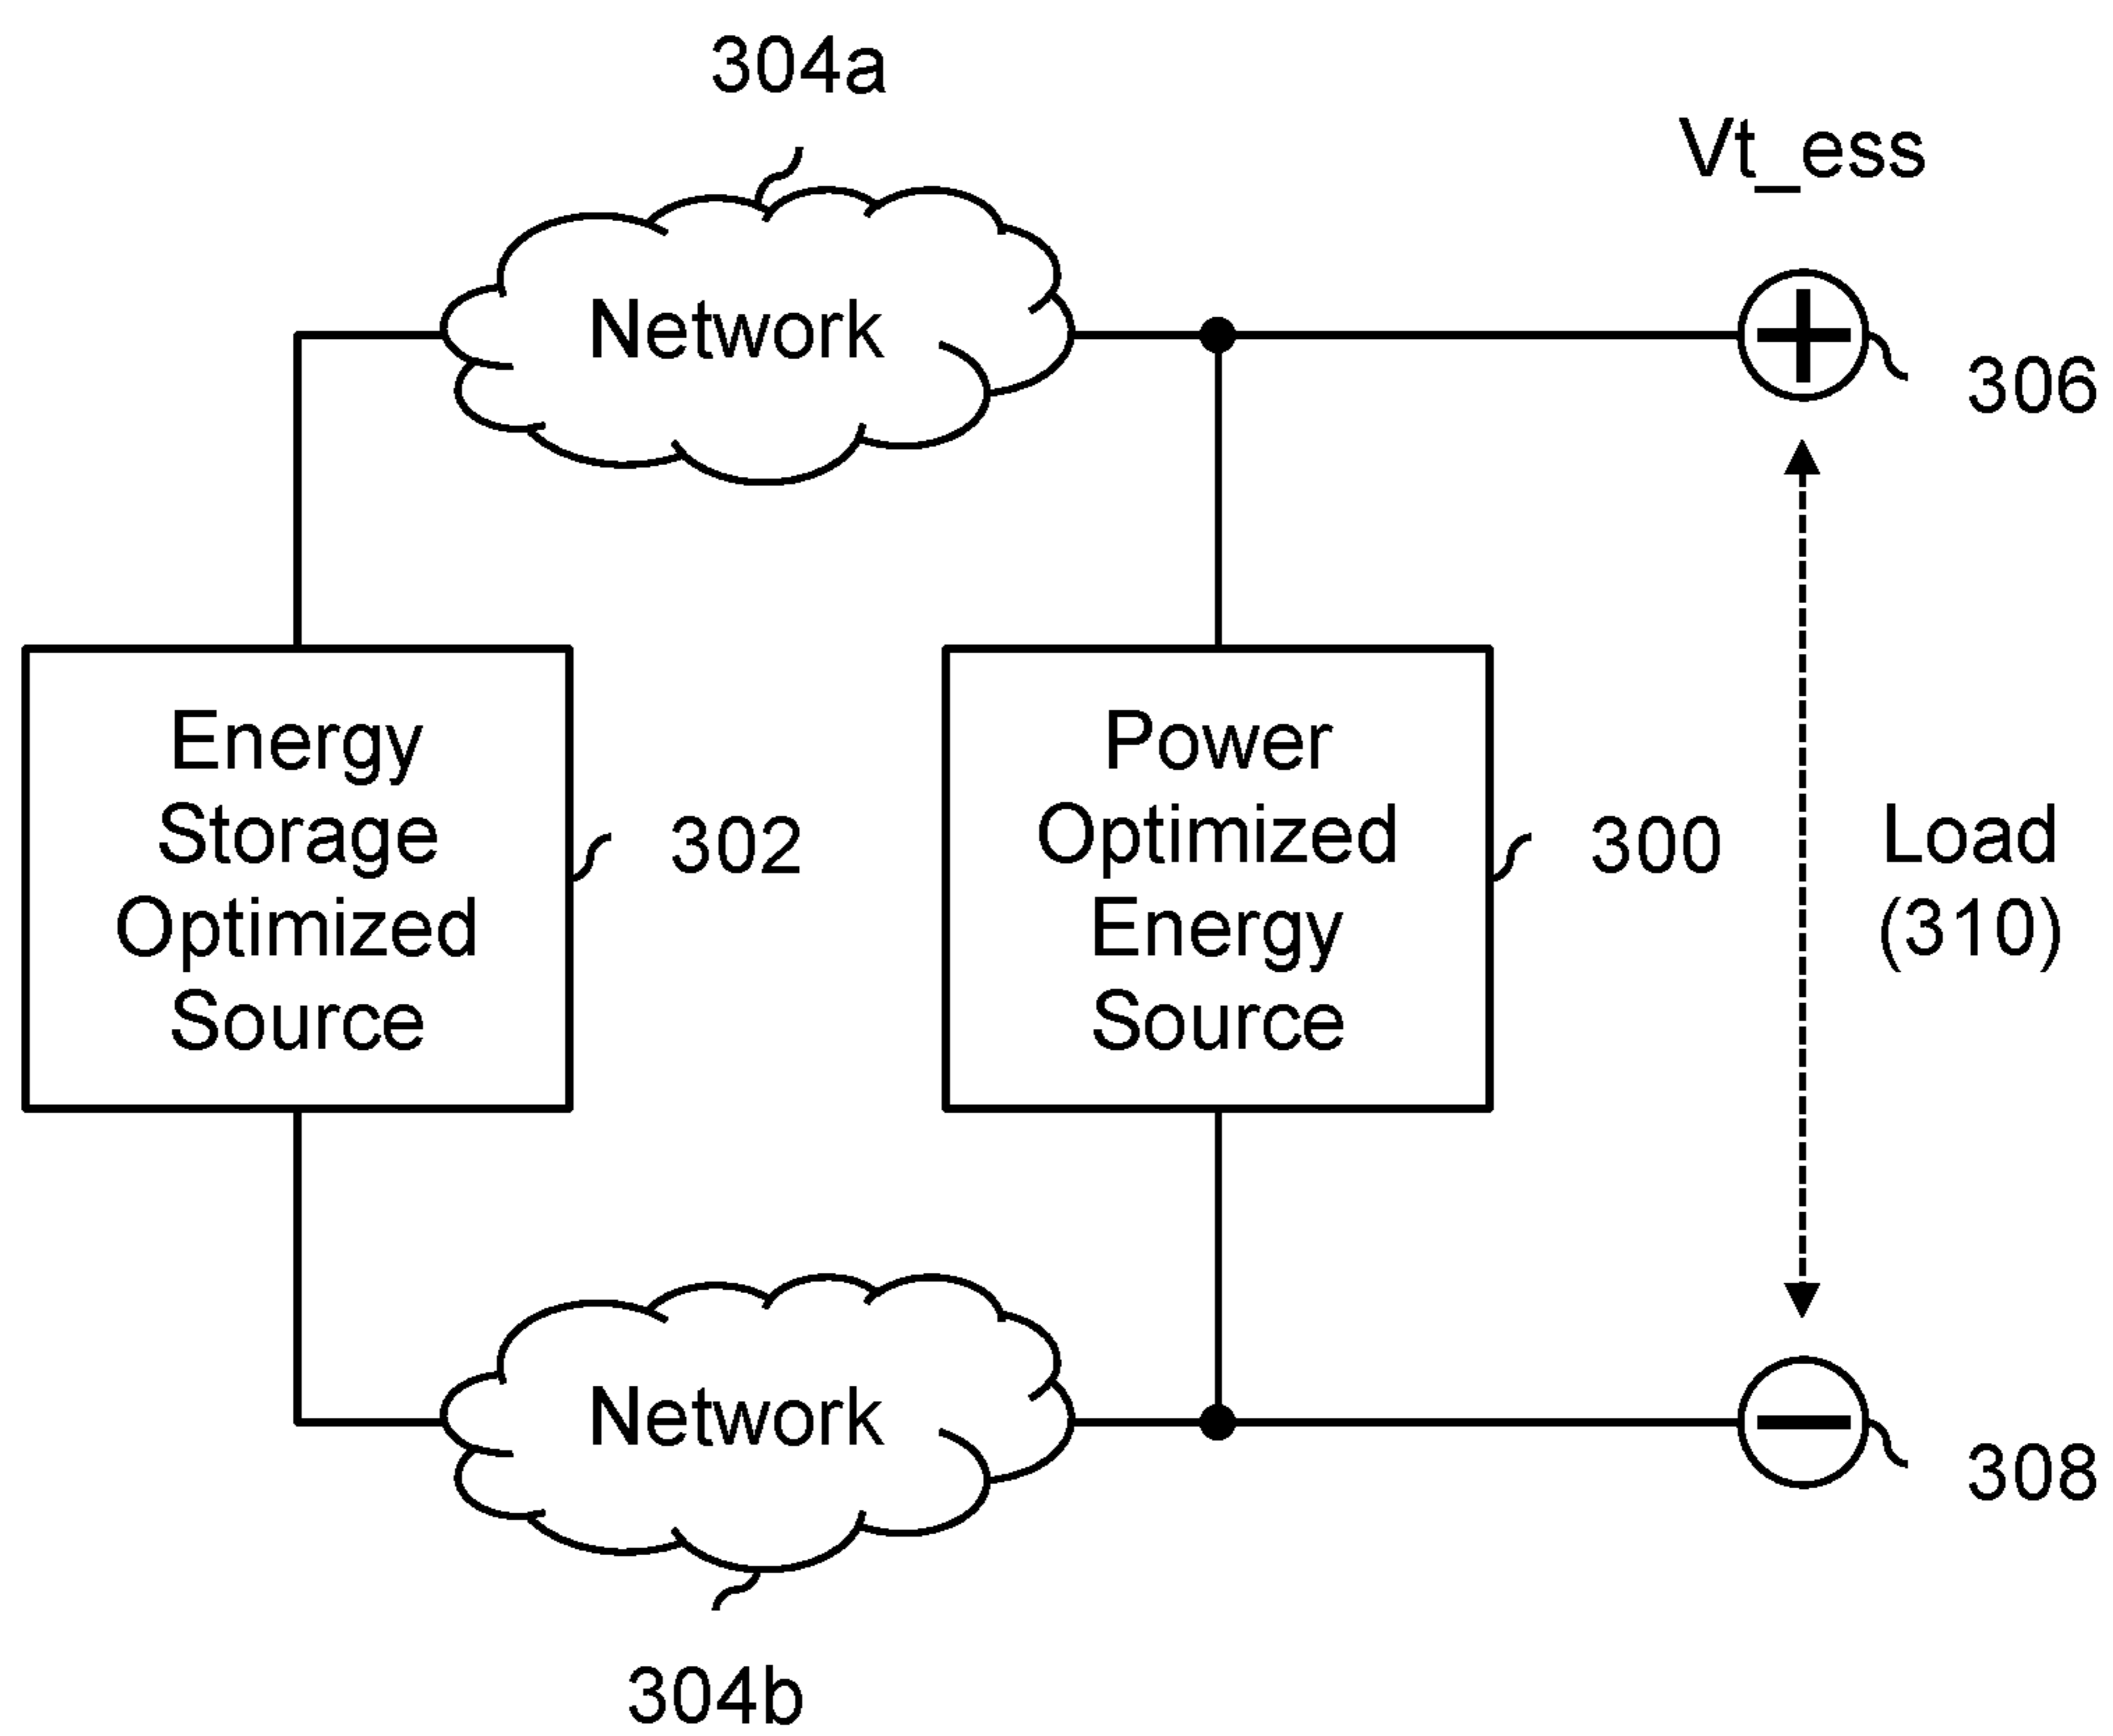 304a
Vt_ess
Network
306
Energy
Storage
Optimized
Source
302
Power
Optimized
Energy
Source
300
Load
(310)
Network
308
304b